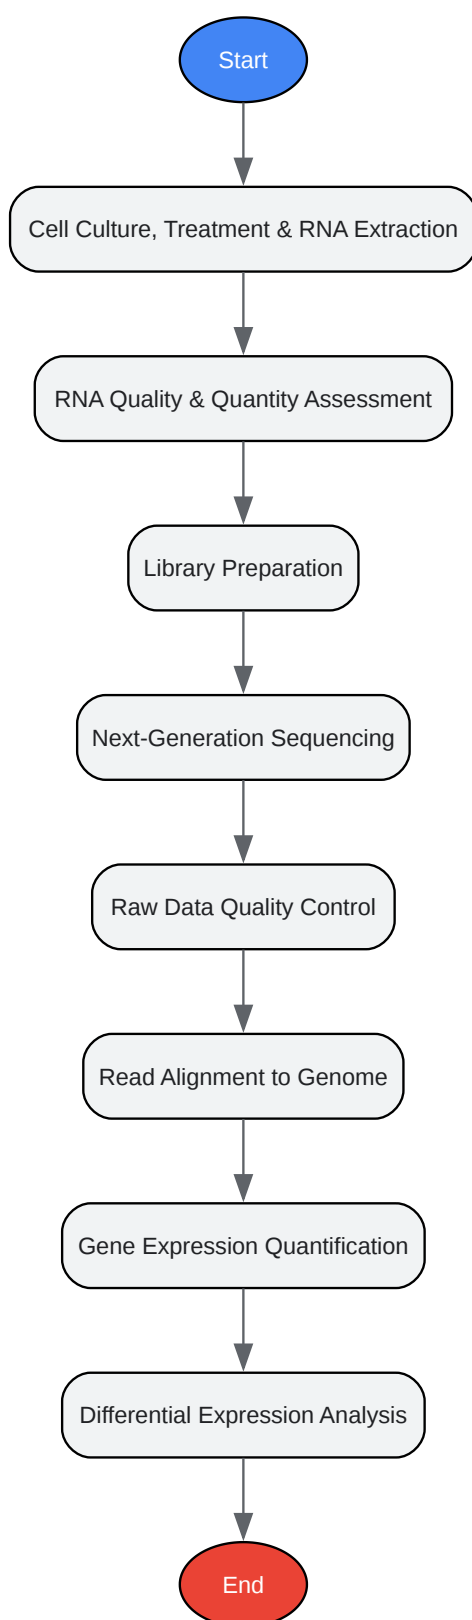 Start
Cell Culture, Treatment & RNA Extraction
RNA Quality & Quantity Assessment
Library Preparation
Next-Generation Sequencing
Raw Data Quality Control
Read Alignment to Genome
Gene Expression Quantification
Differential Expression Analysis
End